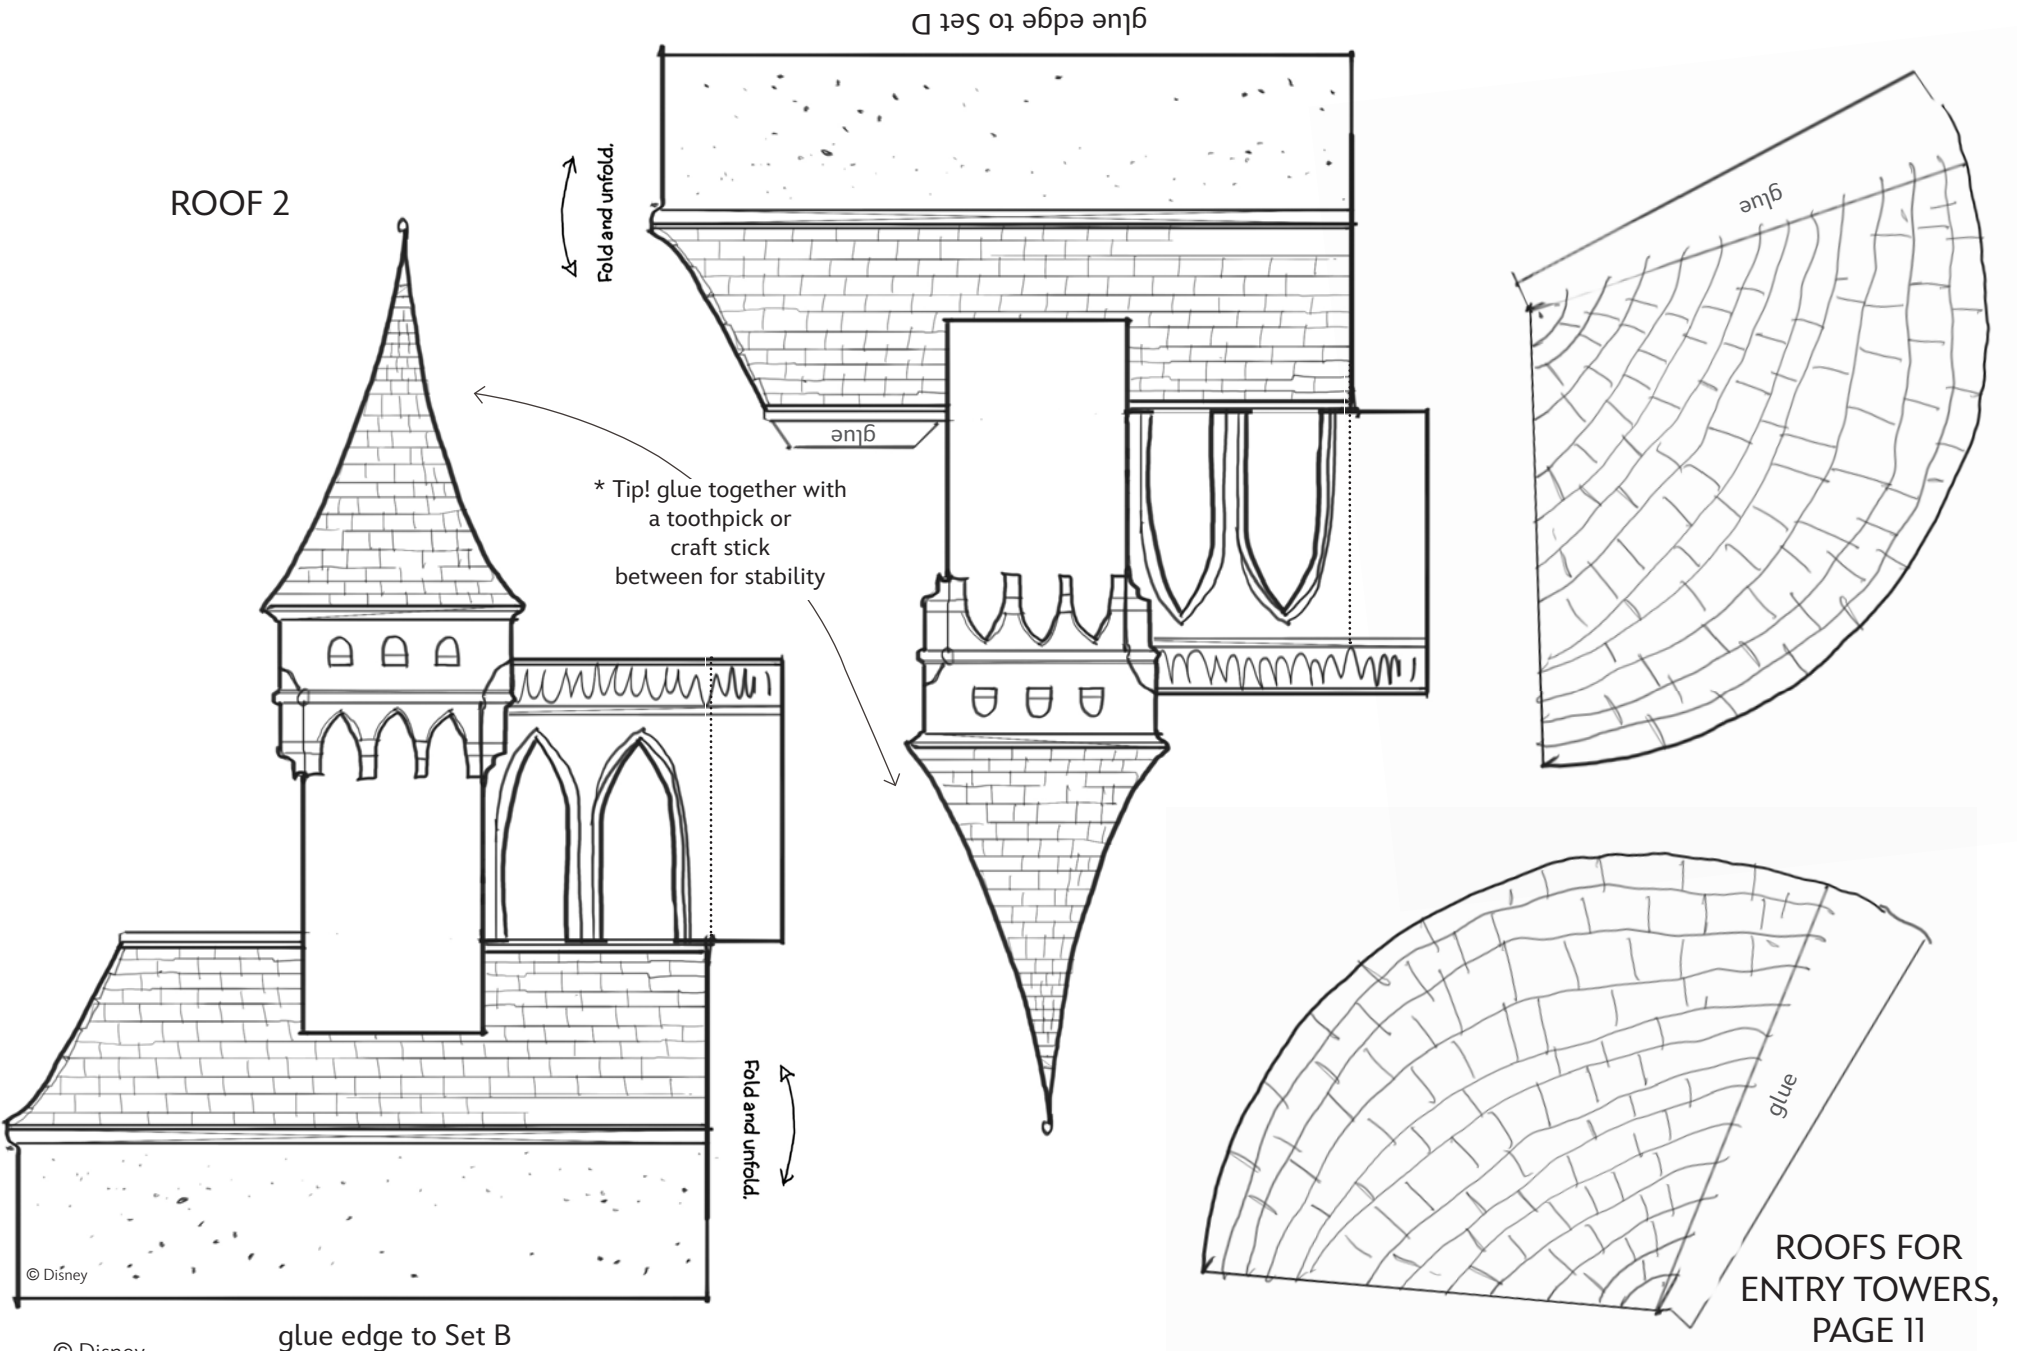 glue edge to Set D
ROOF 2
Fold and unfold.
glue
glue
* Tip! glue together with
a toothpick or
craft stick
between for stability
Fold and unfold.
glue
ROOFS FOR
ENTRY TOWERS,
PAGE 11
© Disney
glue edge to Set B
© Disney